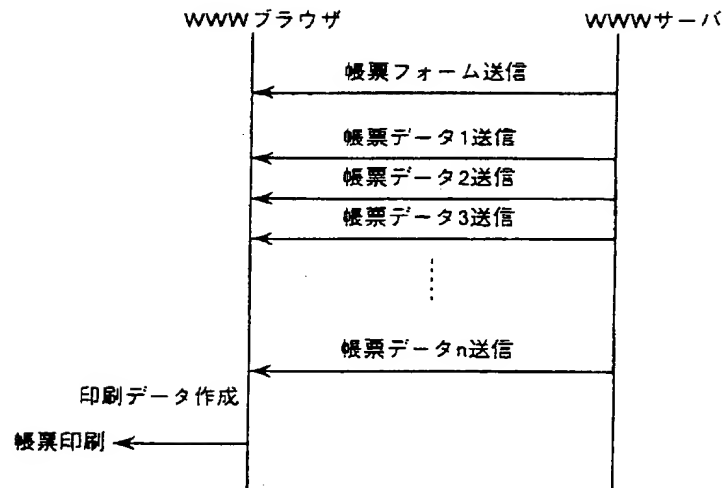 WWWブラウザ
WWWサーバ
帳票フォーム送信
帳票データ1送信
帳票データ2送信
帳票データ3送信
帳票データn送信
印刷データ作成
帳票印刷